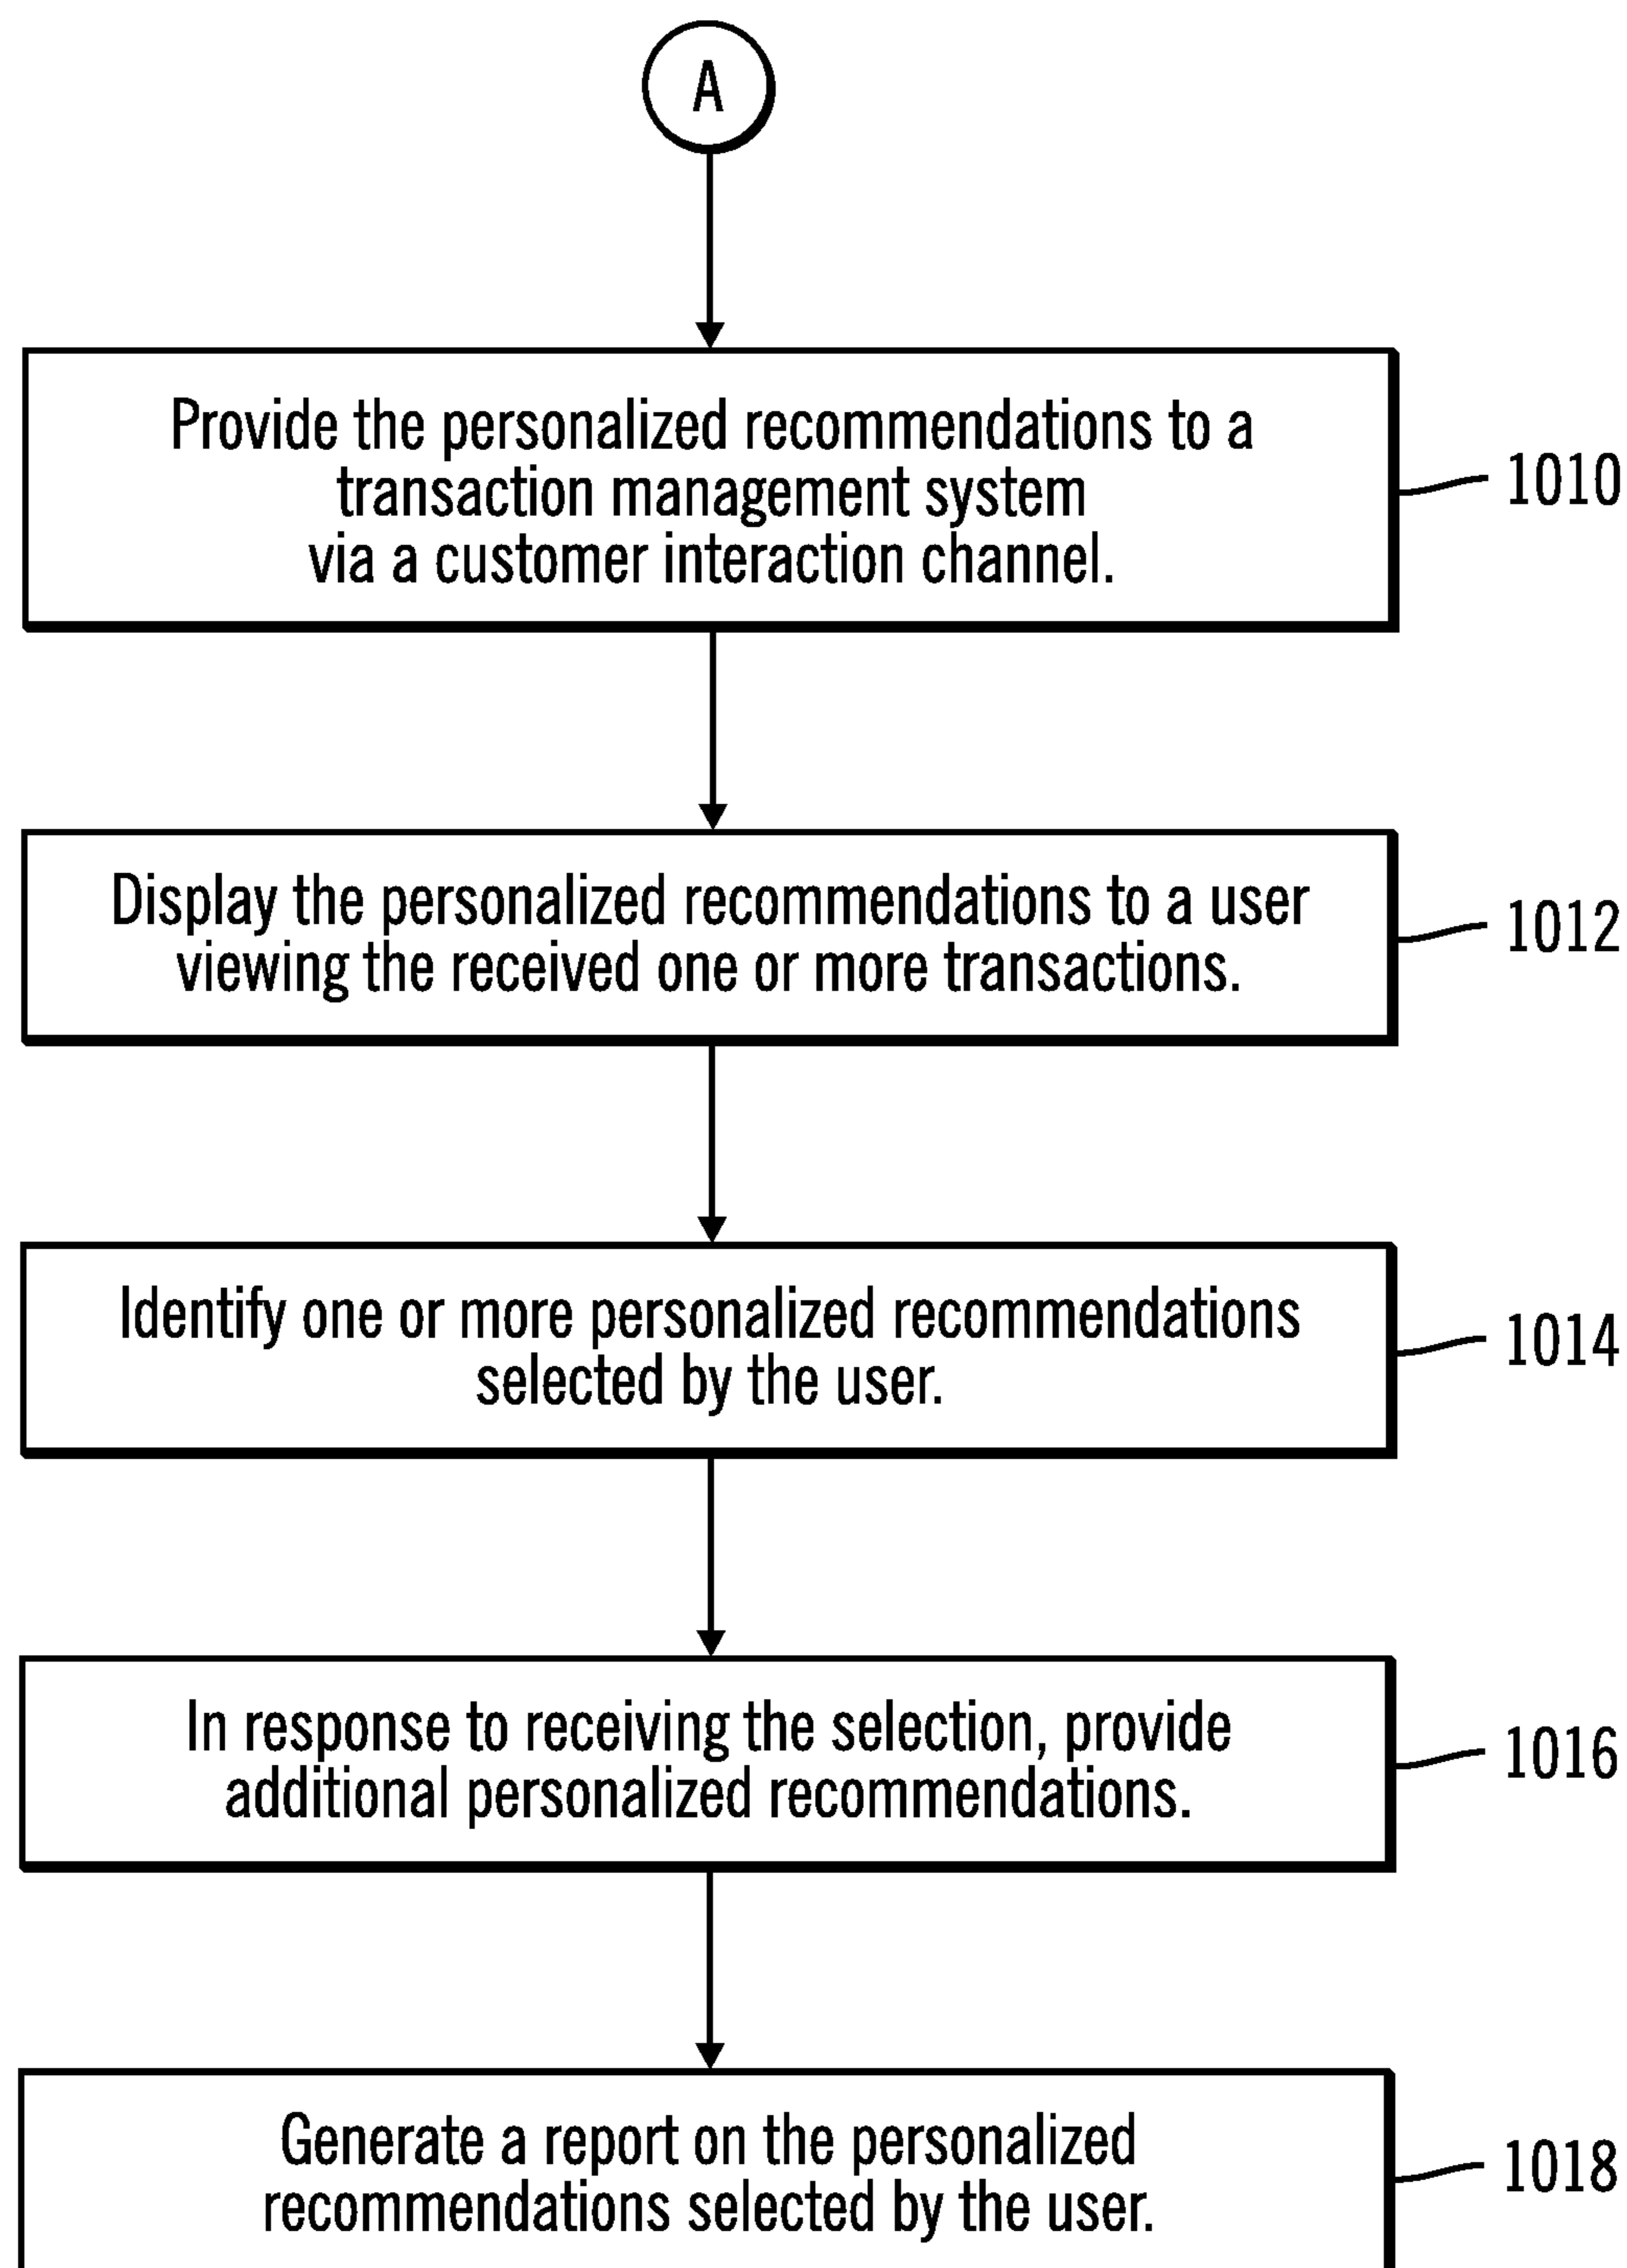 A
Provide the personalized recommendations to a
transaction management system
via a customer interaction channel.
1010
Display the personalized recommendations to a user
viewing the received one or more transactions.
1012
Identify one or more personalized recommendations
selected by the user.
1014
In response to receiving the selection, provide
additional personalized recommendations.
1016
Generate a report on the personalized
recommendations selected by the user.
1018